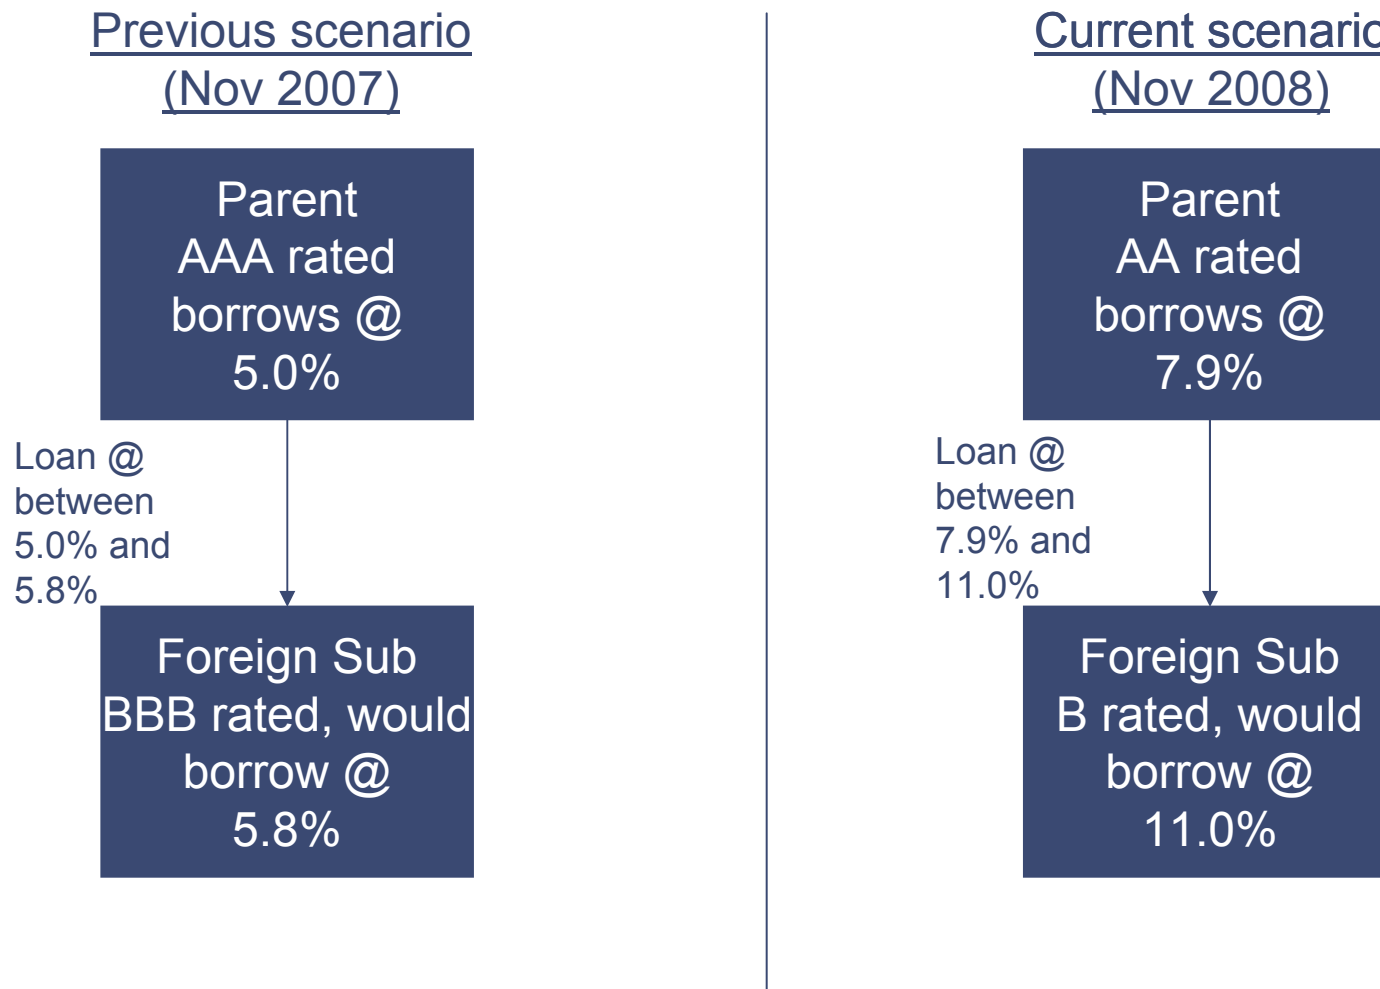 Previous scenario
(Nov 2007)
Parent
AAA rated
borrows @
5.0%
Loan @
between
5.0% and
5.8%
Foreign Sub
BBB rated, would
borrow @
5.8%
Current scenario
(Nov 2008)
Parent
AA rated
borrows @
7.9%
Loan @
between
7.9% and
11.0%
Foreign Sub
B rated, would
borrow @
11.0%